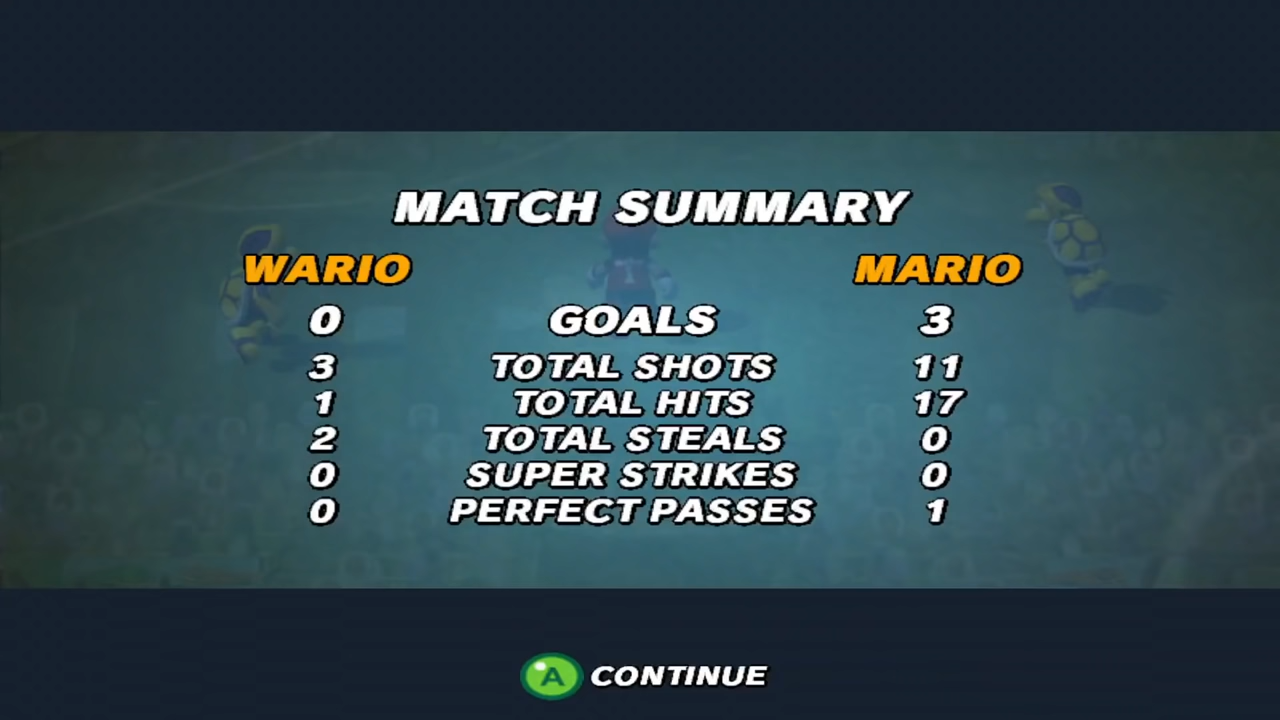 MATCH SUMMARY
WARIO MARIO
0 GOALS 3
3 TOTAL SHOTS 11
1 TOTAL HITS 17
2 TOTAL STEALS 0
0 SUPER STRIKES 0
0 PERFECT PASSES 1
A CONTINUE